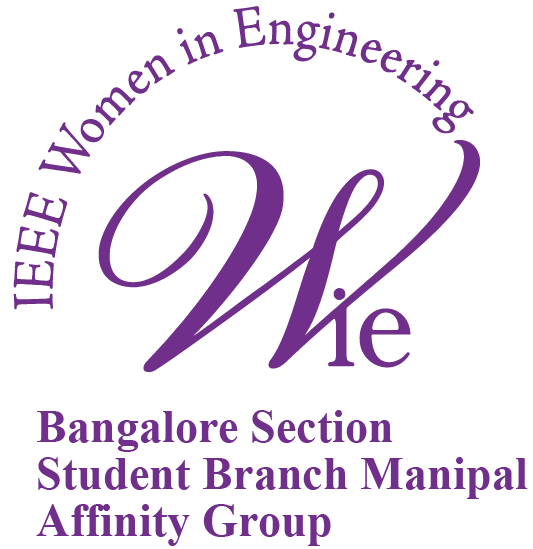 IEEE Women in Engineering
Wie
Bangalore Section
Student Branch Manipal
Affinity Group